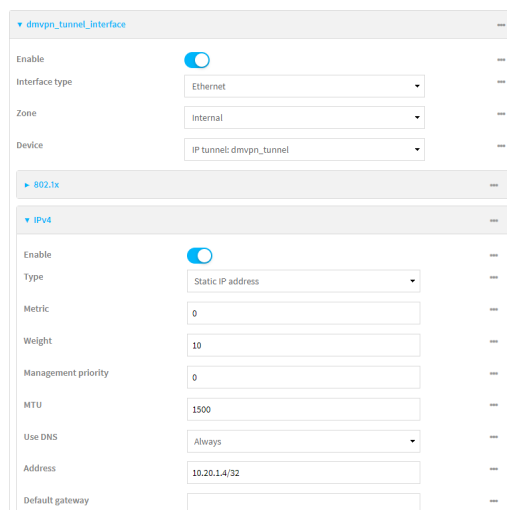 dmvpn_tunnel_interface
Enable
Interface type Ethernet
Zone Internal
Device IP tunnel: dmvpn_tunnel
802.1x
IPv4
Enable
Type Static IP address
Metric 0
Weight 10
Management priority 0
MTU 1500
Use DNS Always
Address 10.20.1.4/32
Default gateway